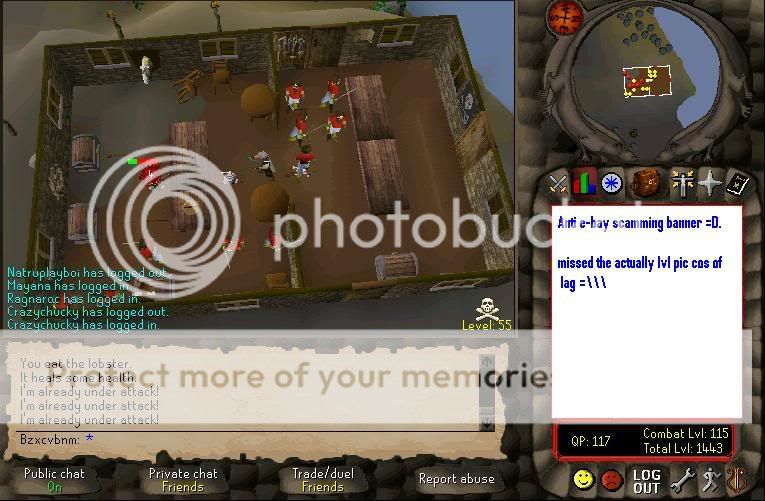 Natruplayboi has logged out.
Mayana has logged in.
Ragnaroc has logged in.
Crazychucky has logged out.
Crazychucky has logged in.
Level: 55
photobucket
Protect more of your memories
You eat the lobster.
It heals some health.
I'm already under attack!
I'm already under attack!
I'm already under attack!
Bzxcvbnm: *
Public chat
On
Private chat
Friends
Trade/duel
Friends
Report abuse
Anti e-bay scamming banner =D.
missed the actually lvl pic cos of
lag =\\\
QP: 117
Combat Lvl: 115
Total Lvl: 1443
LOG
OUT